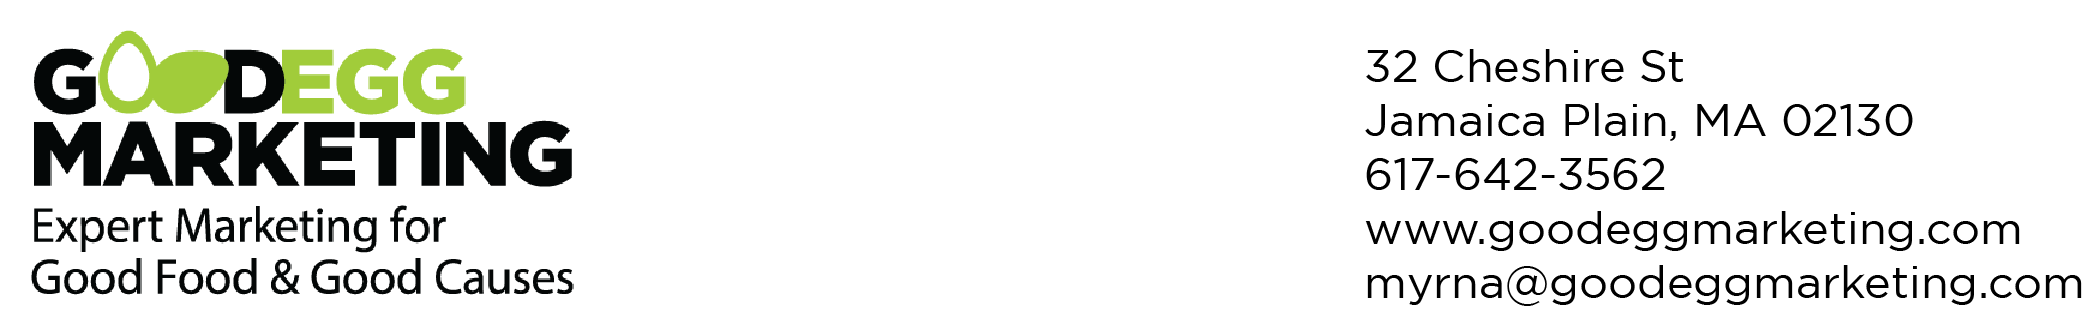 GOODEGG
MARKETING
Expert Marketing for
Good Food & Good Causes
32 Cheshire St
Jamaica Plain, MA 02130
617-642-3562
www.goodeggmarketing.com
myrna@goodeggmarketing.com